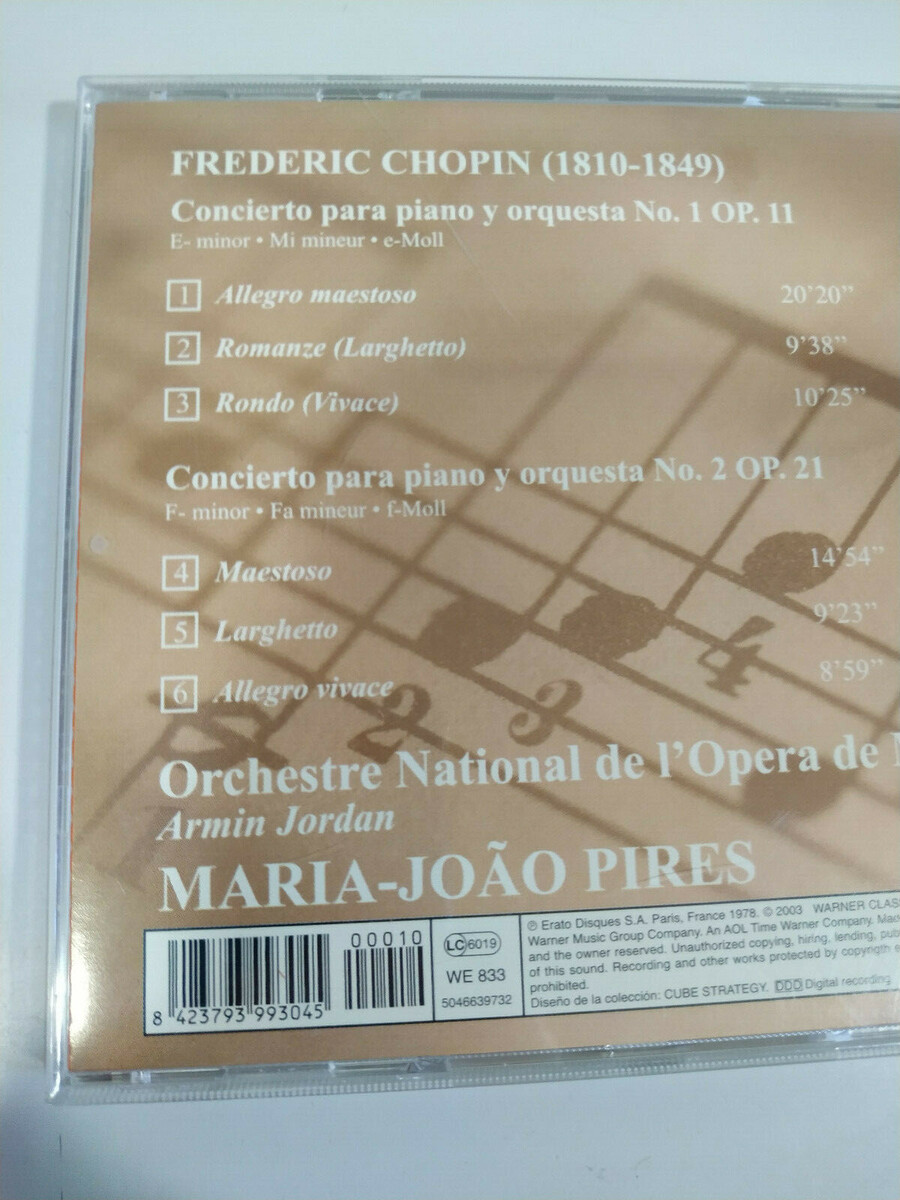 FREDERIC CHOPIN (1810-1849)
Concierto para piano y orquesta No. 1 OP. 11
E- minor • Mi mineur • e-Moll
1 Allegro maestoso 20’20”
2 Romanze (Larghetto) 9’38”
3 Rondo (Vivace) 10’25”
Concierto para piano y orquesta No. 2 OP. 21
F- minor • Fa mineur • f-Moll
4 Maestoso 14’54”
5 Larghetto 9’23”
6 Allegro vivace 8’59”
2 3 4
Orchestre National de l’Opera de
Armin Jordan
MARIA-JOÃO PIRES
00010
8 423793 993045
LC 6019
WE 833
5046639732
℗ Erato Disques S.A. Paris, France 1978. © 2003 WARNER
Warner Music Group Company. An AOL Time Warner Company.
and the owner reserved. Unauthorized copying, hiring, lending,
of this sound. Recording and other works protected by copyright
prohibited.
Diseño de la colección: CUBE STRATEGY. DDD Digital recording